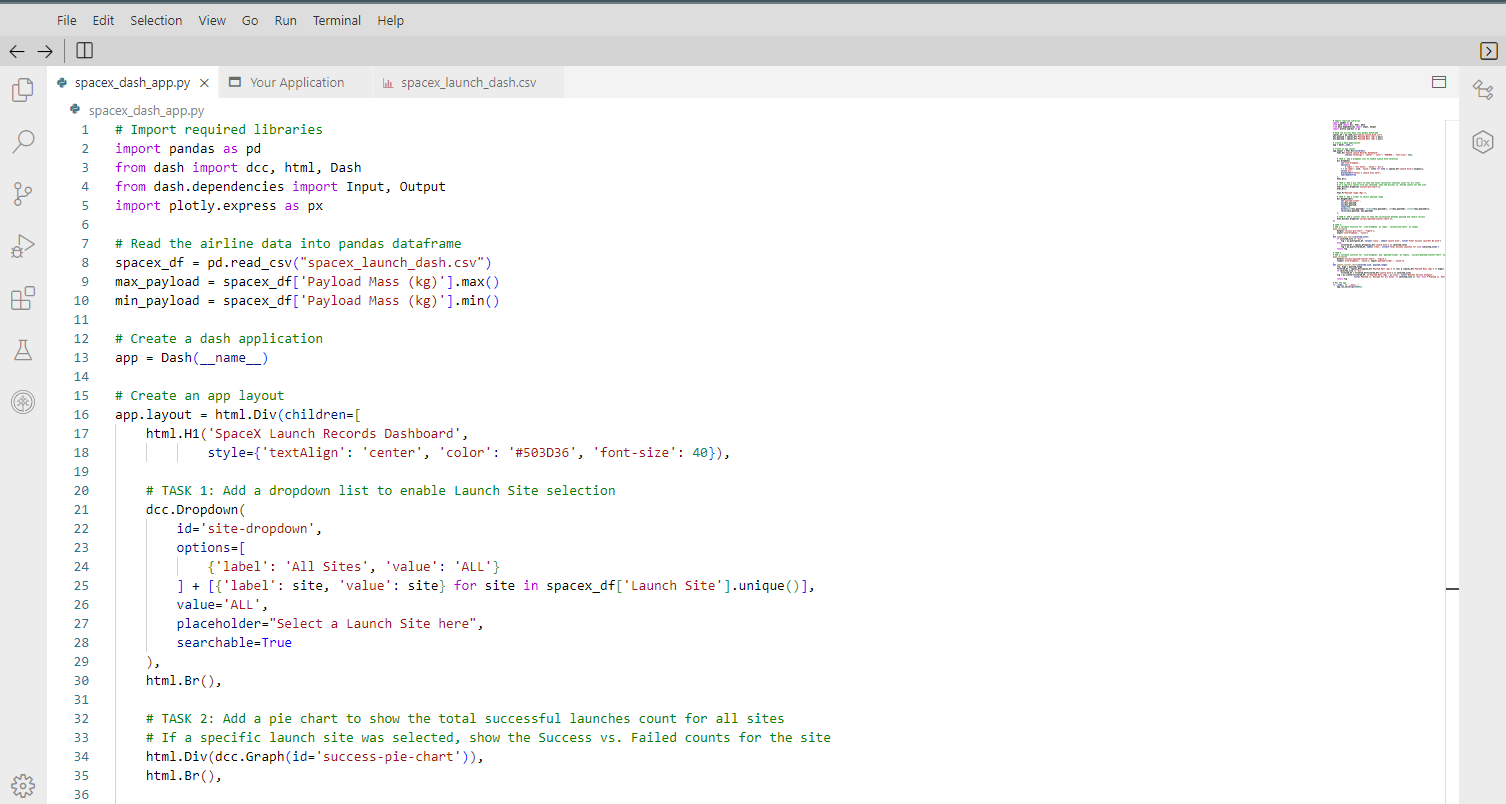 File Edit Selection View Go Run Terminal Help
spacex_dash_app.py Your Application spacex_launch_dash.csv
spacex_dash_app.py
1 # Import required libraries
2 import pandas as pd
3 from dash import dcc, html, Dash
4 from dash.dependencies import Input, Output
5 import plotly.express as px
6
7 # Read the airline data into pandas dataframe
8 spacex_df = pd.read_csv("spacex_launch_dash.csv")
9 max_payload = spacex_df['Payload Mass (kg)'].max()
10 min_payload = spacex_df['Payload Mass (kg)'].min()
11
12 # Create a dash application
13 app = Dash(__name__)
14
15 # Create an app layout
16 app.layout = html.Div(children=[
17     html.H1('SpaceX Launch Records Dashboard',
18             style={'textAlign': 'center', 'color': '#503D36', 'font-size': 40}),
19
20     # TASK 1: Add a dropdown list to enable Launch Site selection
21     dcc.Dropdown(
22         id='site-dropdown',
23         options=[
24             {'label': 'All Sites', 'value': 'ALL'}
25         ] + [{'label': site, 'value': site} for site in spacex_df['Launch Site'].unique()],
26         value='ALL',
27         placeholder="Select a Launch Site here",
28         searchable=True
29     ),
30     html.Br(),
31
32     # TASK 2: Add a pie chart to show the total successful launches count for all sites
33     # If a specific launch site was selected, show the Success vs. Failed counts for the site
34     html.Div(dcc.Graph(id='success-pie-chart')),
35     html.Br(),
36